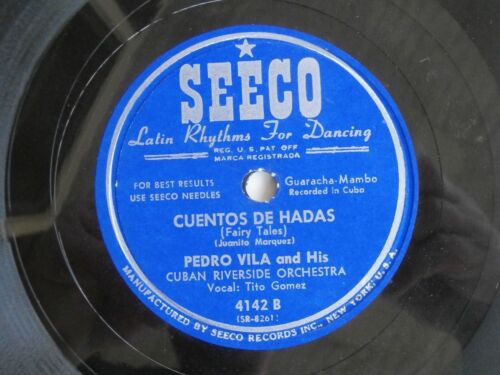 SEECO
Latin Rhythms For Dancing
REG. U.S. PAT OFF
MARCA REGISTRADA
FOR BEST RESULTS
USE SEECO NEEDLES
Guaracha-Mambo
Recorded in Cuba
CUENTOS DE HADAS
(Fairy Tales)
(Juanito Marquez)
PEDRO VILA and His
CUBAN RIVERSIDE ORCHESTRA
Vocal: Tito Gomez
4142 B
(SR-8261)
MANUFACTURED BY SEECO RECORDS INC., NEW YORK, U.S.A.